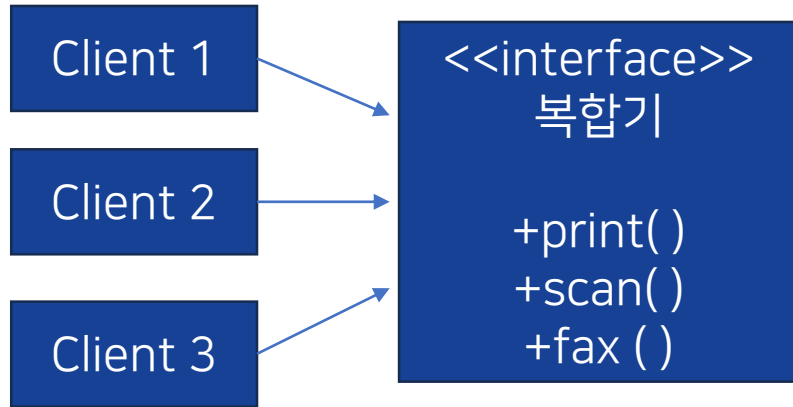 Client 1
Client 2
Client 3
<<interface>>
복합기
+print( )
+scan( )
+fax ( )